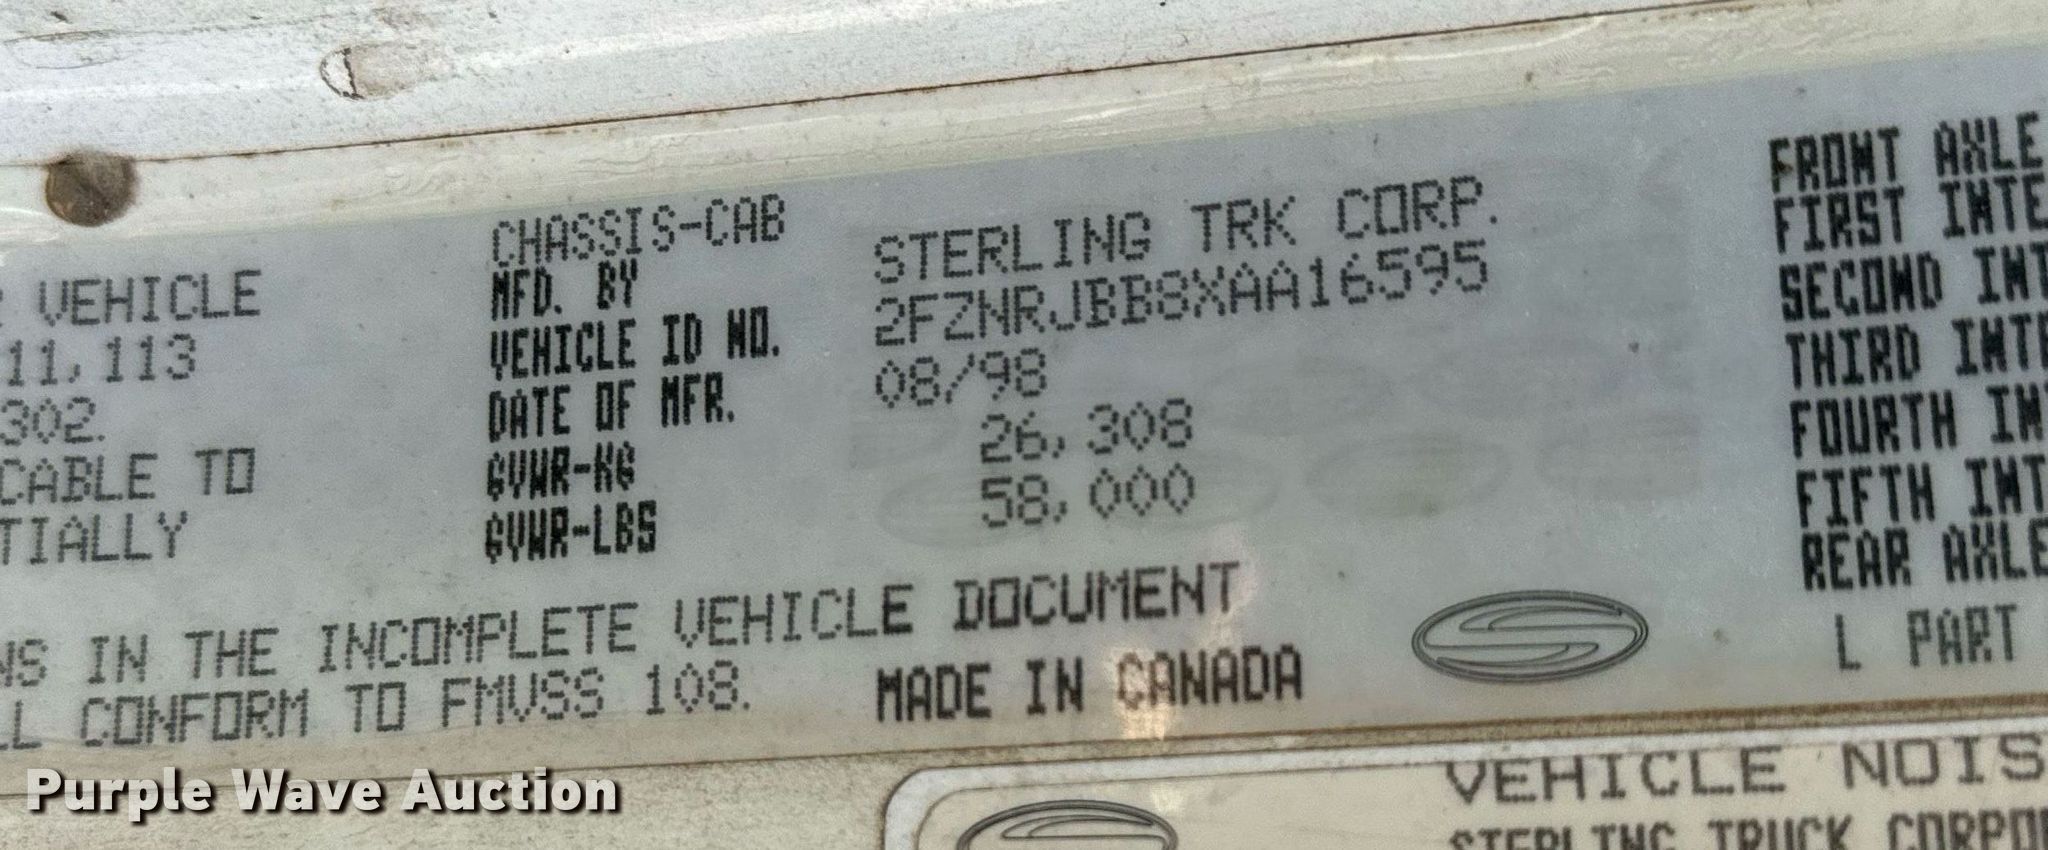 VEHICLE
11,113
302.
CABLE TO
TIALLY
CHASSIS-CAB
MFD. BY STERLING TRK CORP.
VEHICLE ID NO. 2FZNRJBB8XAA16595
DATE OF MFR. 08/98
GVWR-KG 26,308
GVWR-LBS 58,000
NS IN THE INCOMPLETE VEHICLE DOCUMENT
LL CONFORM TO FMVSS 108. MADE IN CANADA
FRONT AXLE
FIRST INTE
SECOND INT
THIRD INTE
FOURTH IN
FIFTH INT
REAR AXLE
L PART
VEHICLE NOIS
STERLING TRUCK CORPO
Purple Wave Auction